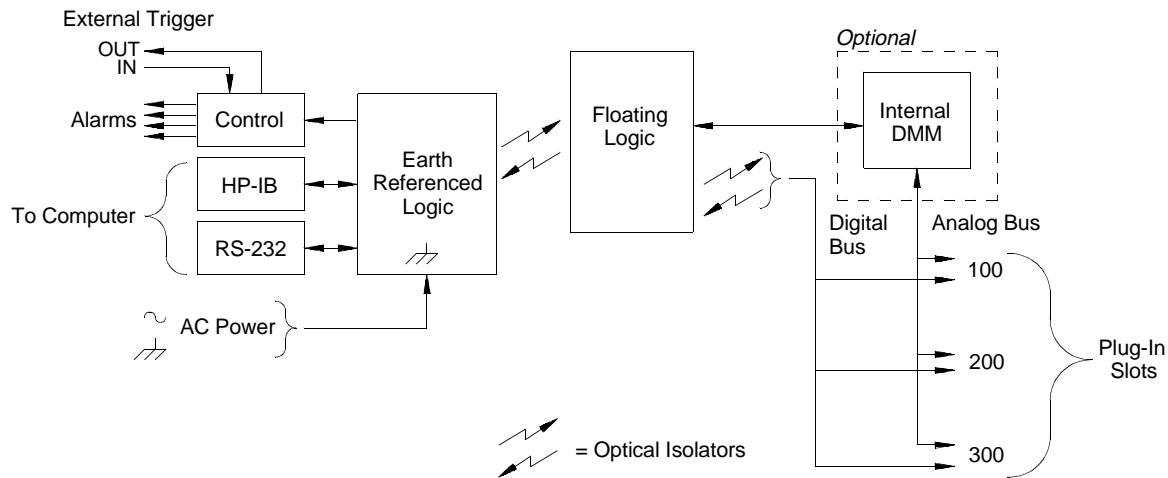 External Trigger
OUT
IN
Alarms
Control
HP-IB
RS-232
To Computer
AC Power
Earth
Referenced
Logic
Floating
Logic
Optional
Internal
DMM
Digital
Bus
Analog Bus
100
200
300
Plug-In
Slots
= Optical Isolators